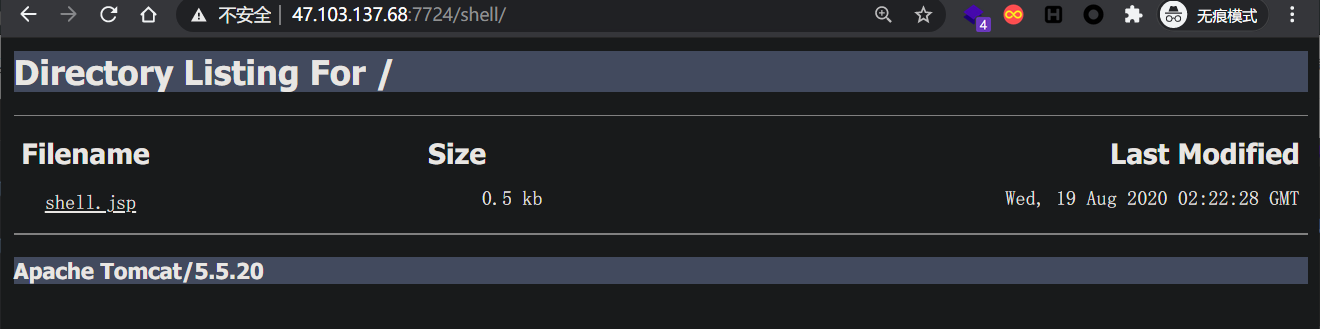 不安全 47.103.137.68:7724/shell/ 4 无痕模式
Directory Listing For /
Filename Size Last Modified
shell.jsp 0.5 kb Wed, 19 Aug 2020 02:22:28 GMT
Apache Tomcat/5.5.20